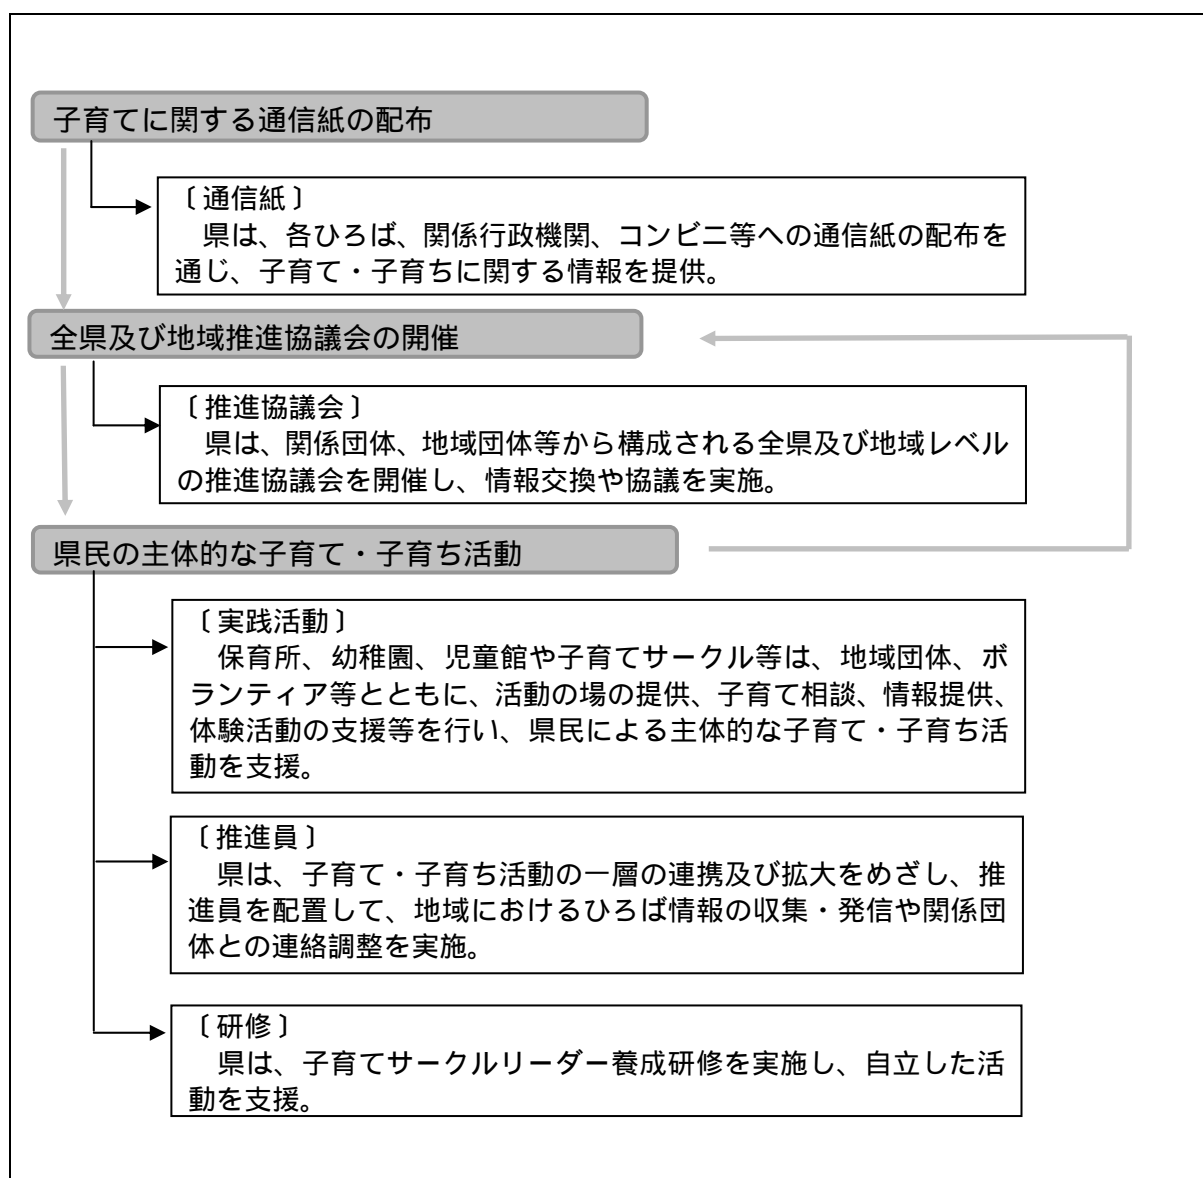 子育てに関する通信紙の配布
〔通信紙〕
県は、各ひろば、関係行政機関、コンビニ等への通信紙の配布を
通じ、子育て・子育ちに関する情報を提供。
全県及び地域推進協議会の開催
〔推進協議会〕
県は、関係団体、地域団体等から構成される全県及び地域レベル
の推進協議会を開催し、情報交換や協議を実施。
県民の主体的な子育て・子育ち活動
〔実践活動〕
保育所、幼稚園、児童館や子育てサークル等は、地域団体、ボ
ランティア等とともに、活動の場の提供、子育て相談、情報提供、
体験活動の支援等を行い、県民による主体的な子育て・子育ち活
動を支援。
〔推進員〕
県は、子育て・子育ち活動の一層の連携及び拡大をめざし、推
進員を配置して、地域におけるひろば情報の収集・発信や関係団
体との連絡調整を実施。
〔研修〕
県は、子育てサークルリーダー養成研修を実施し、自立した活
動を支援。